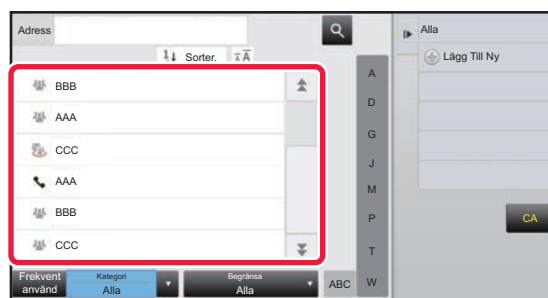 Adress
Sorter.
BBB
AAA
CCC
AAA
BBB
CCC
A
D
G
J
M
P
T
W
Frekvent
använd
Kategori
Alla
Begränsa
Alla
ABC
Alla
Lägg Till Ny
CA